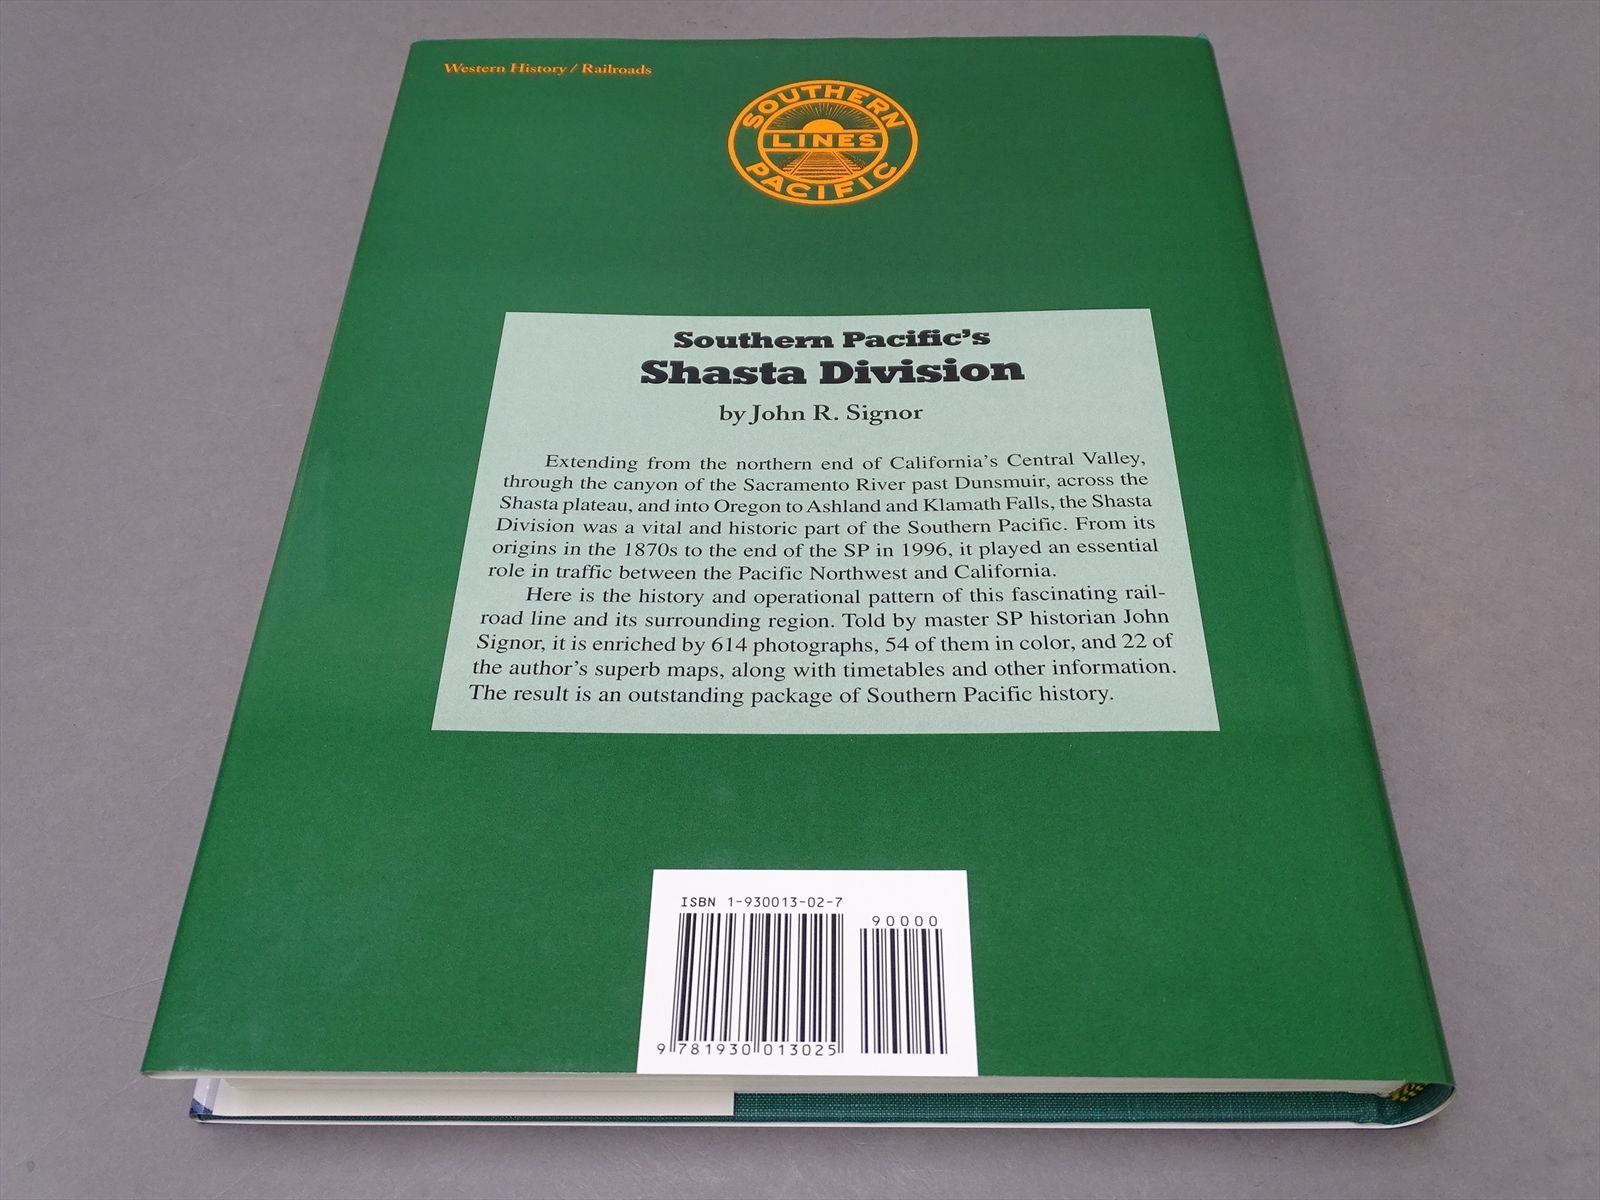 Western History / Railroads
SOUTHERN
LINES
PACIFIC
Southern Pacific's
Shasta Division
by John R. Signor
Extending from the northern end of California's Central Valley,
through the canyon of the Sacramento River past Dunsmuir, across the
Shasta plateau, and into Oregon to Ashland and Klamath Falls, the Shasta
Division was a vital and historic part of the Southern Pacific. From its
origins in the 1870s to the end of the SP in 1996, it played an essential
role in traffic between the Pacific Northwest and California.
Here is the history and operational pattern of this fascinating rail-
road line and its surrounding region. Told by master SP historian John
Signor, it is enriched by 614 photographs, 54 of them in color, and 22 of
the author's superb maps, along with timetables and other information.
The result is an outstanding package of Southern Pacific history.
ISBN 1-930013-02-7
90000
9 781930 013025